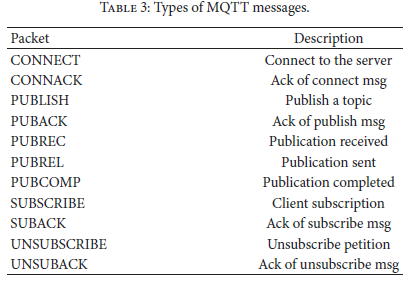 TABLE 3: Types of MQTT messages.
Packet Description
CONNECT Connect to the server
CONNACK Ack of connect msg
PUBLISH Publish a topic
PUBACK Ack of publish msg
PUBREC Publication received
PUBREL Publication sent
PUBCOMP Publication completed
SUBSCRIBE Client subscription
SUBACK Ack of subscribe msg
UNSUBSCRIBE Unsubscribe petition
UNSUBACK Ack of unsubscribe msg